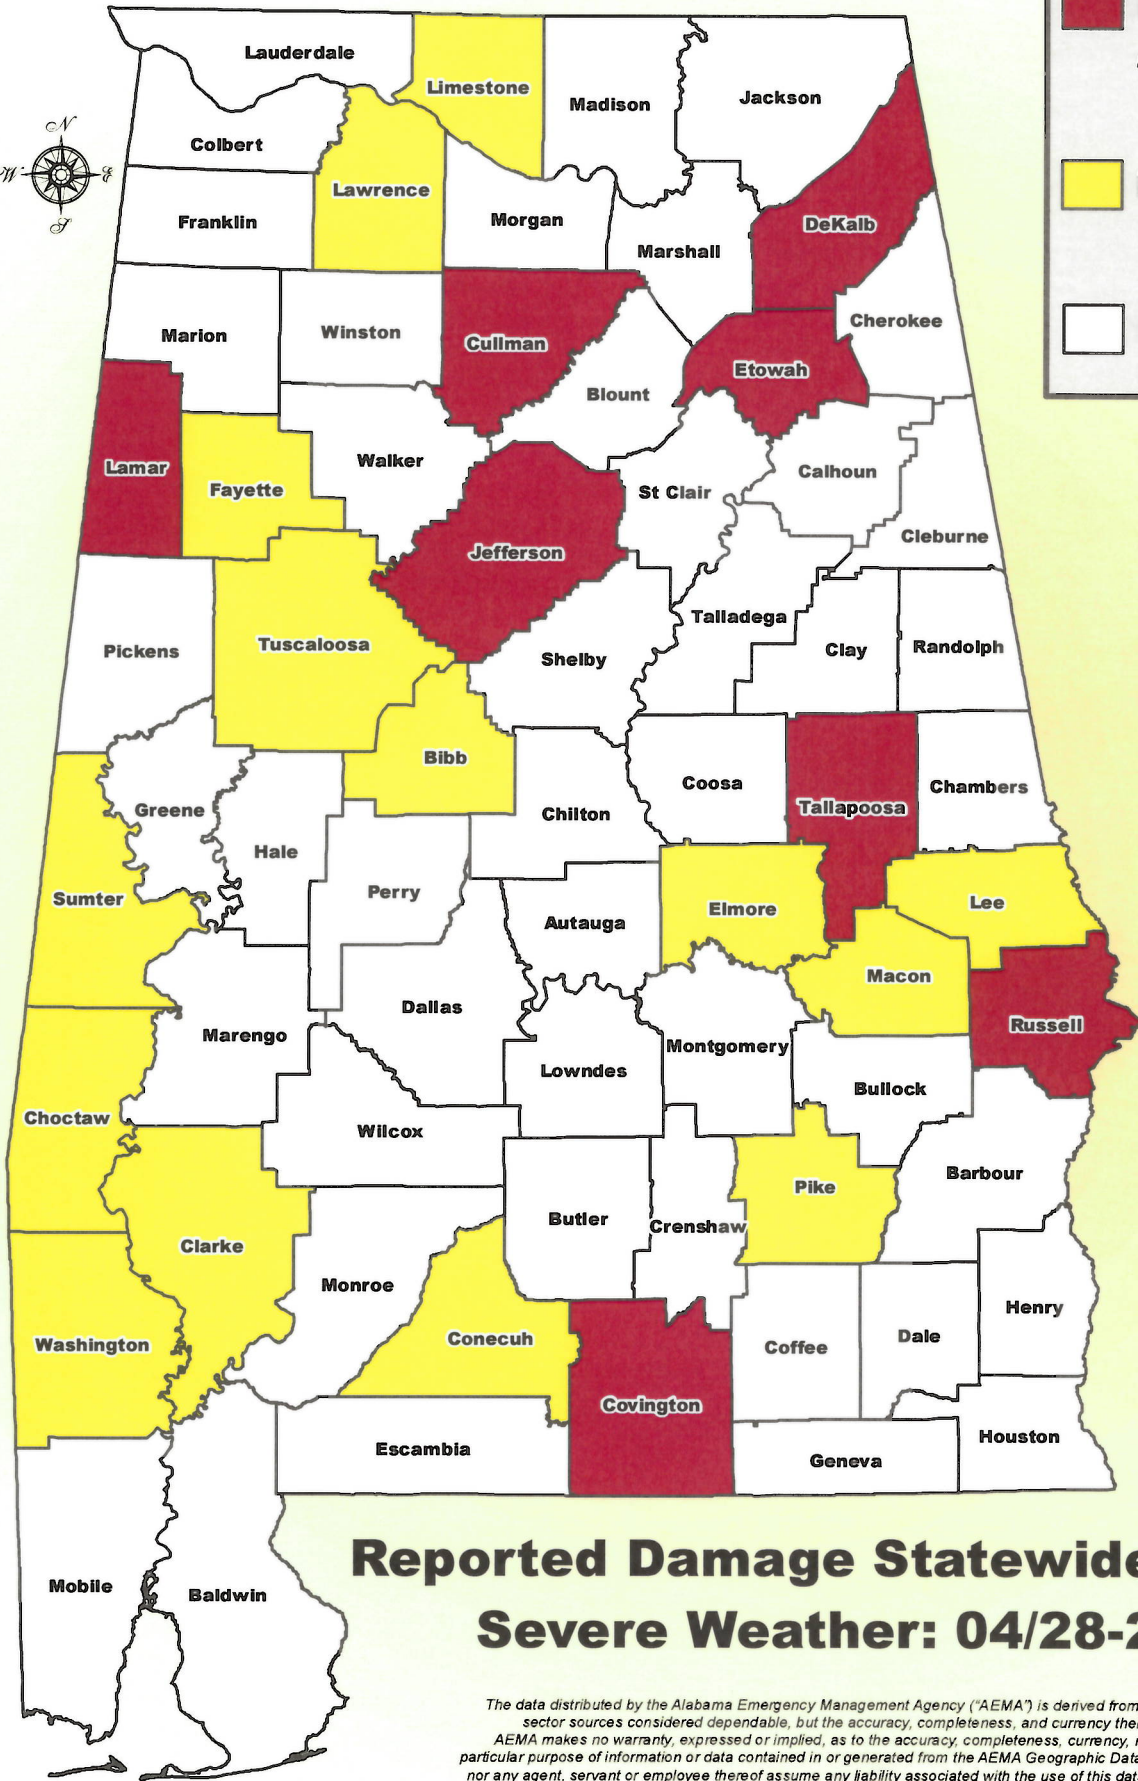 Lauderdale
Limestone
Madison
Jackson
Colbert
N
W
E
S
Lawrence
Franklin
Morgan
DeKalb
Marshall
Marion
Winston
Cullman
Cherokee
Etowah
Blount
Lamar
Walker
Fayette
St Clair
Calhoun
Cleburne
Jefferson
Talladega
Pickens
Tuscaloosa
Shelby
Clay
Randolph
Bibb
Coosa
Chambers
Tallapoosa
Greene
Chilton
Hale
Perry
Sumter
Autauga
Elmore
Lee
Macon
Dallas
Russell
Marengo
Montgomery
Lowndes
Bullock
Choctaw
Wilcox
Barbour
Pike
Butler
Crenshaw
Clarke
Monroe
Henry
Washington
Conecuh
Coffee
Dale
Covington
Escambia
Geneva
Houston
Mobile
Baldwin
Reported Damage Statewide
Severe Weather: 04/28-2
The data distributed by the Alabama Emergency Management Agency ("AEMA") is derived from
sector sources considered dependable, but the accuracy, completeness, and currency the
AEMA makes no warranty, expressed or implied, as to the accuracy, completeness, currency,
particular purpose of information or data contained in or generated from the AEMA Geographic Data
nor any agent, servant or employee thereof assume any liability associated with the use of this dat